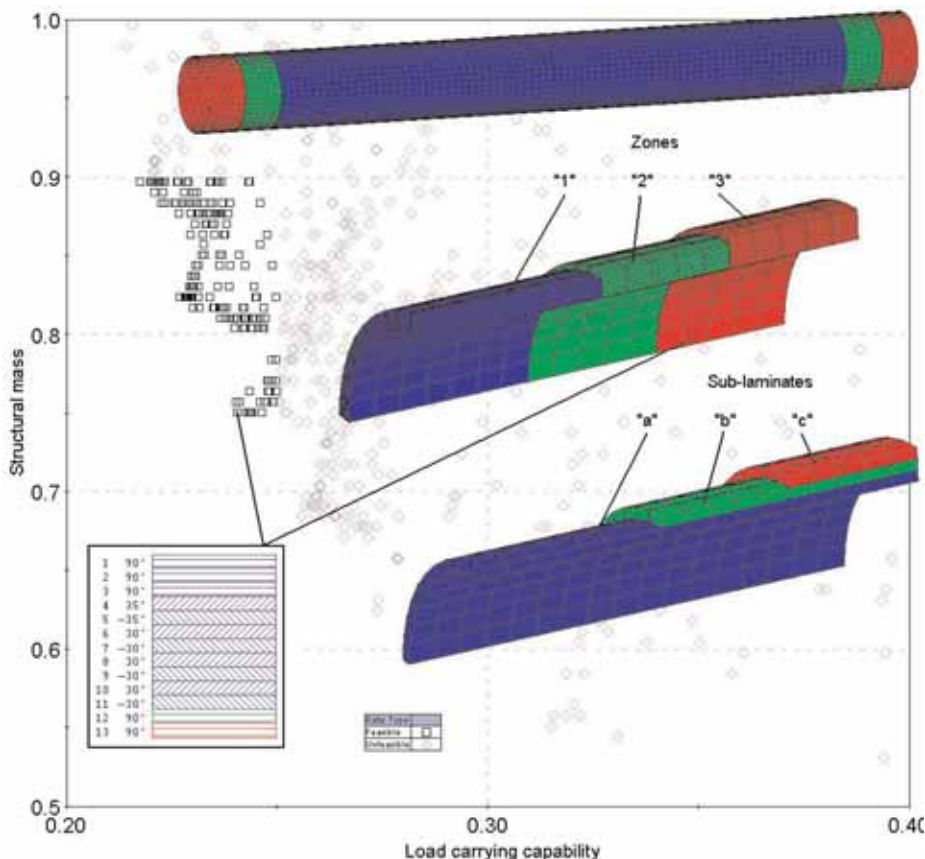 1.0
0.9
0.8
0.7
0.6
0.5
Structural mass
Zones
"1" "2" "3"
Sub-laminates
"a" "b" "c"
1 90°
2 90°
3 90°
4 35°
5 -35°
6 30°
7 -30°
8 30°
9 -30°
10 30°
11 -30°
12 90°
13 90°
Feasible
Unfeasible
0.20 0.30 0.40
Load carrying capability